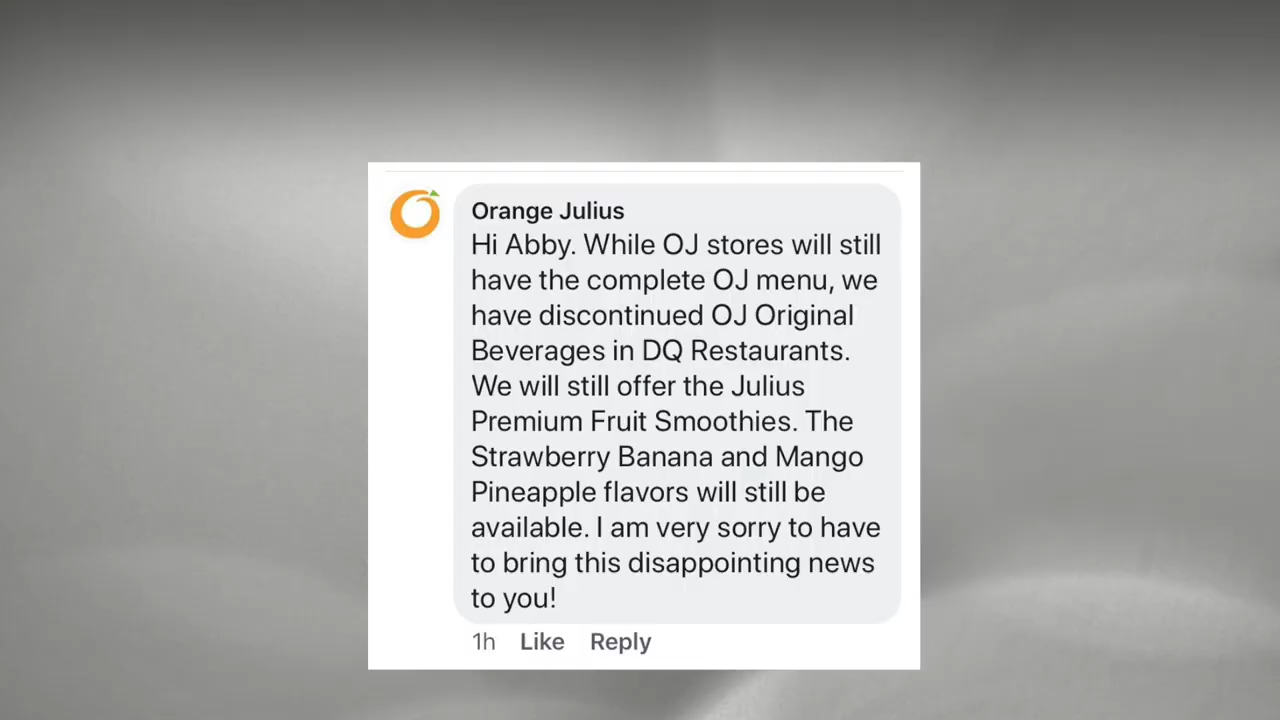 Orange Julius
Hi Abby. While OJ stores will still
have the complete OJ menu, we
have discontinued OJ Original
Beverages in DQ Restaurants.
We will still offer the Julius
Premium Fruit Smoothies. The
Strawberry Banana and Mango
Pineapple flavors will still be
available. I am very sorry to have
to bring this disappointing news
to you!
1h Like Reply